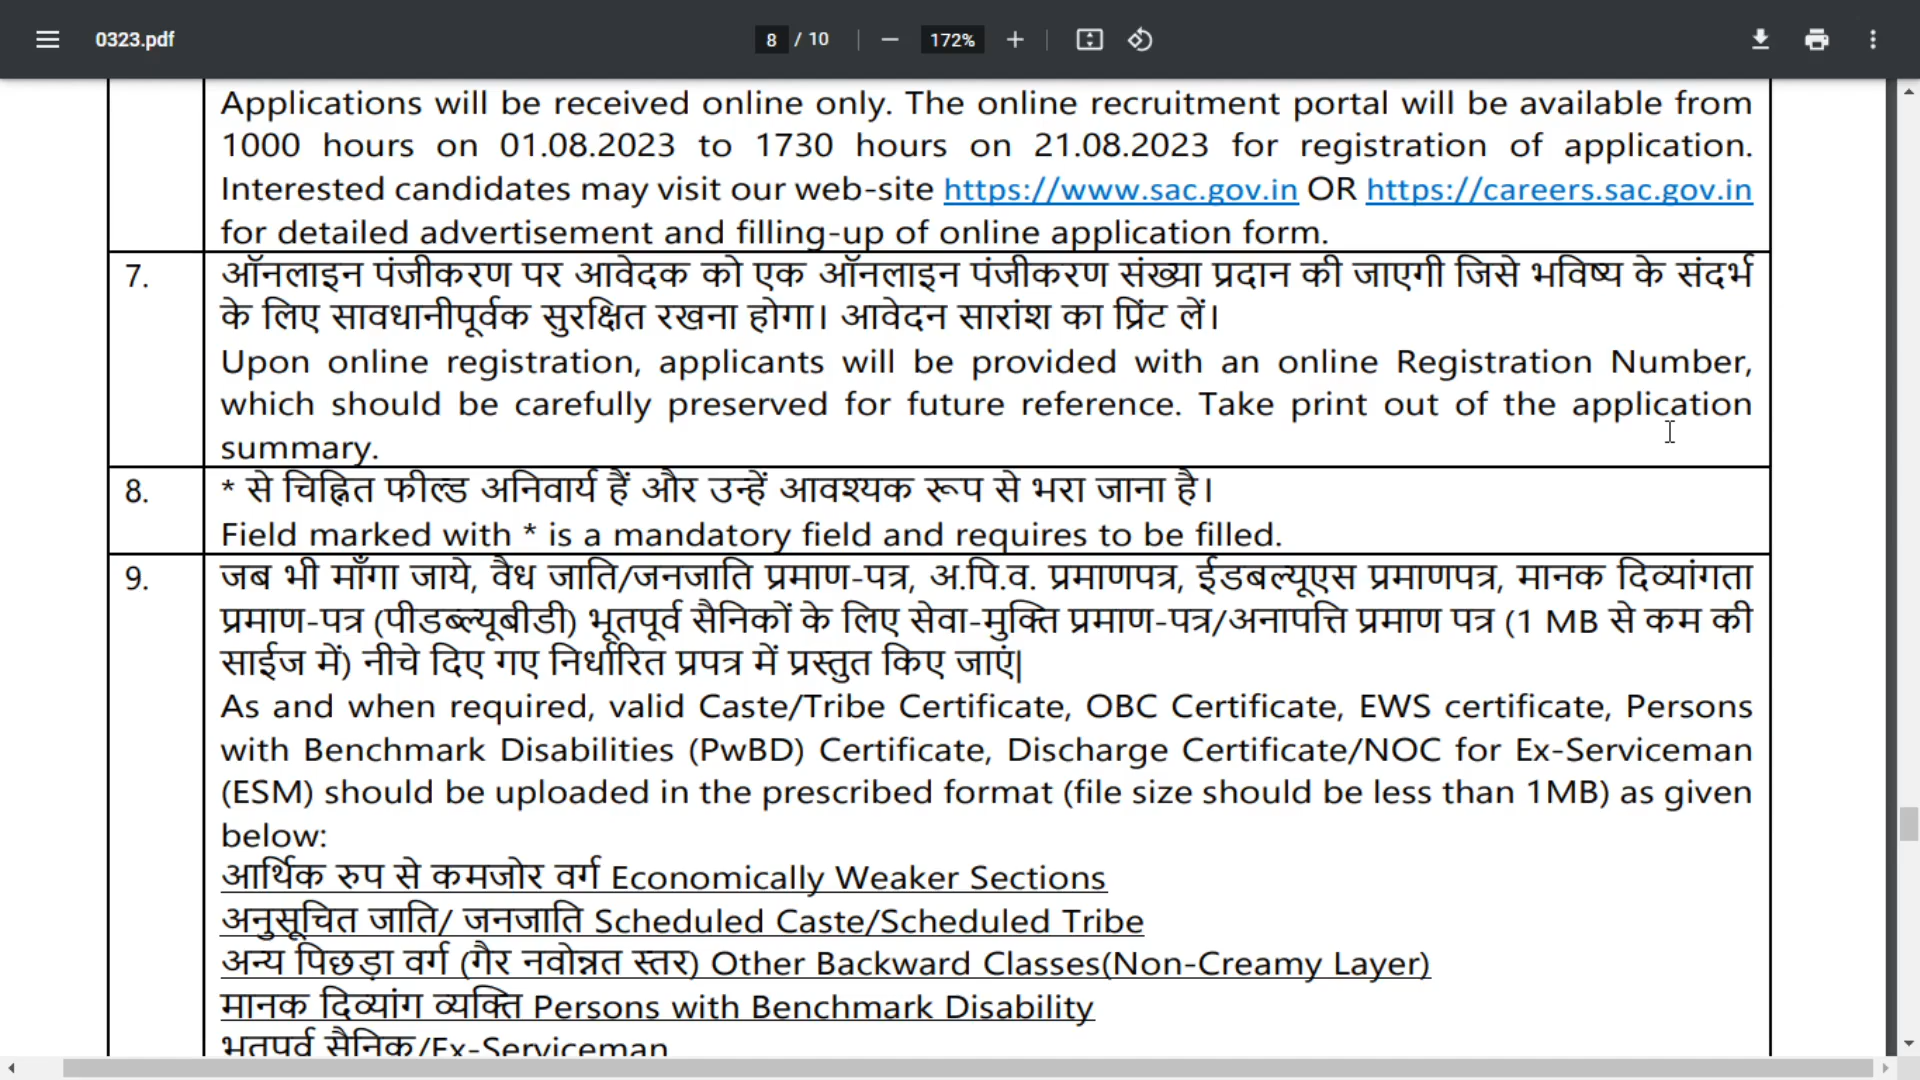 0323.pdf
8 / 10
172%
Applications will be received online only. The online recruitment portal will be available from
1000 hours on 01.08.2023 to 1730 hours on 21.08.2023 for registration of application.
Interested candidates may visit our web-site https://www.sac.gov.in OR https://careers.sac.gov.in
for detailed advertisement and filling-up of online application form.
7. ऑनलाइन पंजीकरण पर आवेदक को एक ऑनलाइन पंजीकरण संख्या प्रदान की जाएगी जिसे भविष्य के संदर्भ
के लिए सावधानीपूर्वक सुरक्षित रखना होगा। आवेदन सारांश का प्रिंट लें।
Upon online registration, applicants will be provided with an online Registration Number,
which should be carefully preserved for future reference. Take print out of the application
summary.
8. * से चिह्नित फील्ड अनिवार्य हैं और उन्हें आवश्यक रूप से भरा जाना है।
Field marked with * is a mandatory field and requires to be filled.
9. जब भी माँगा जाये, वैध जाति/जनजाति प्रमाण-पत्र, अ.पि.व. प्रमाणपत्र, ईडबल्यूएस प्रमाणपत्र, मानक दिव्यांगता
प्रमाण-पत्र (पीडब्ल्यूबीडी) भूतपूर्व सैनिकों के लिए सेवा-मुक्ति प्रमाण-पत्र/अनापत्ति प्रमाण पत्र (1 MB से कम की
साईज में) नीचे दिए गए निर्धारित प्रपत्र में प्रस्तुत किए जाएं|
As and when required, valid Caste/Tribe Certificate, OBC Certificate, EWS certificate, Persons
with Benchmark Disabilities (PwBD) Certificate, Discharge Certificate/NOC for Ex-Serviceman
(ESM) should be uploaded in the prescribed format (file size should be less than 1MB) as given
below:
आर्थिक रुप से कमजोर वर्ग Economically Weaker Sections
अनुसूचित जाति/ जनजाति Scheduled Caste/Scheduled Tribe
अन्य पिछड़ा वर्ग (गैर नवोन्नत स्तर) Other Backward Classes(Non-Creamy Layer)
मानक दिव्यांग व्यक्ति Persons with Benchmark Disability
भूतपूर्व सैनिक/Ex-Serviceman